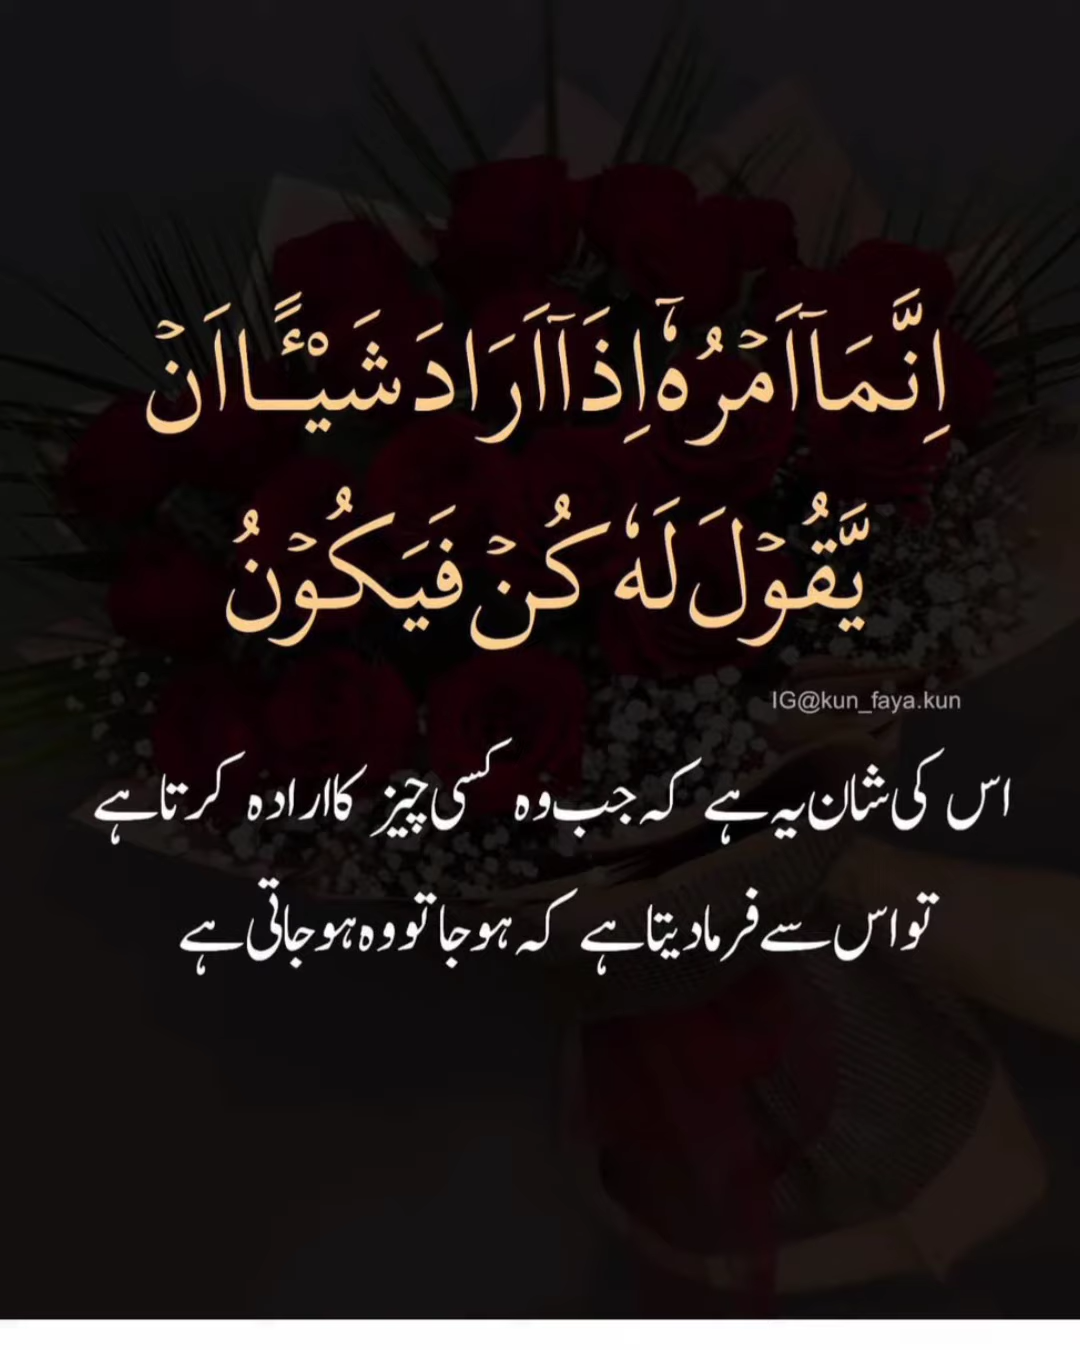 اِنَّمَاۤ اَمۡرُهٗۤ اِذَاۤ اَرَادَ شَیۡـــًٔا اَنۡ
یَّقُوۡلَ لَهٗ كُنۡ فَیَكُوۡنُ
IG@kun_faya.kun
اس کی شان یہ ہے کہ جب وہ کسی چیز کا ارادہ کرتا ہے
تو اس سے فرما دیتا ہے کہ ہو جا تو وہ ہو جاتی ہے